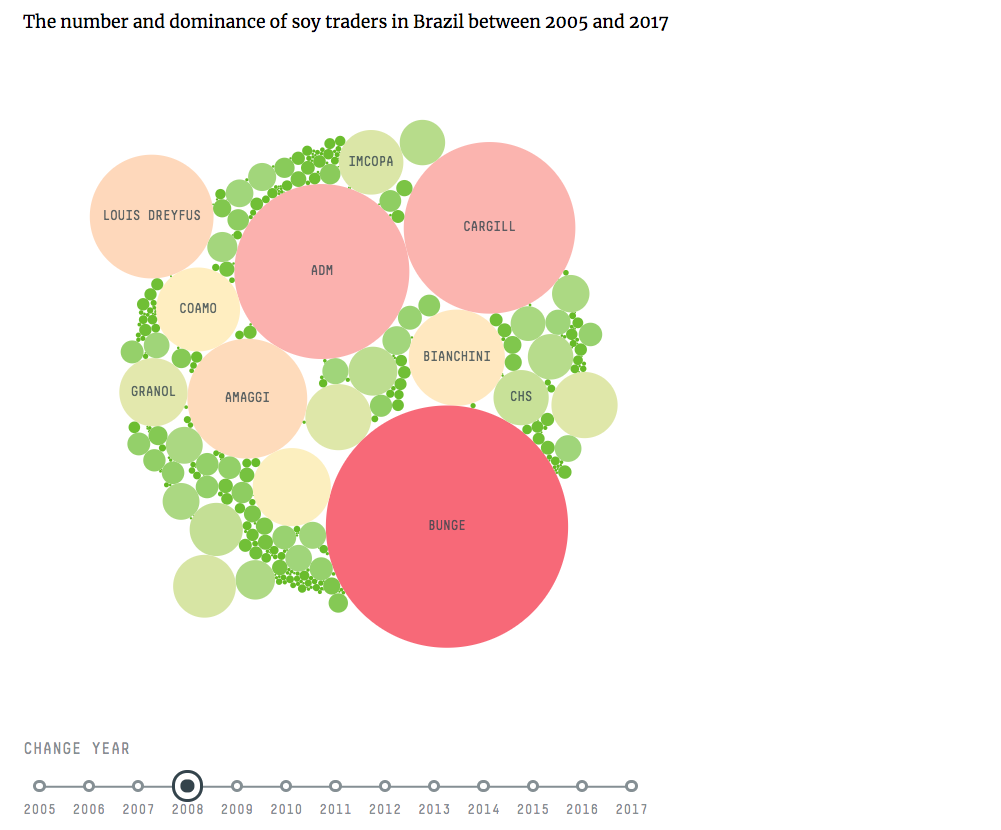 The number and dominance of soy traders in Brazil between 2005 and 2017
IMCOPA
LOUIS DREYFUS
CARGILL
ADM
COAMO
BIANCHINI
GRANOL
AMAGGI
CHS
BUNGE
CHANGE YEAR
2005 2006 2007 2008 2009 2010 2011 2012 2013 2014 2015 2016 2017